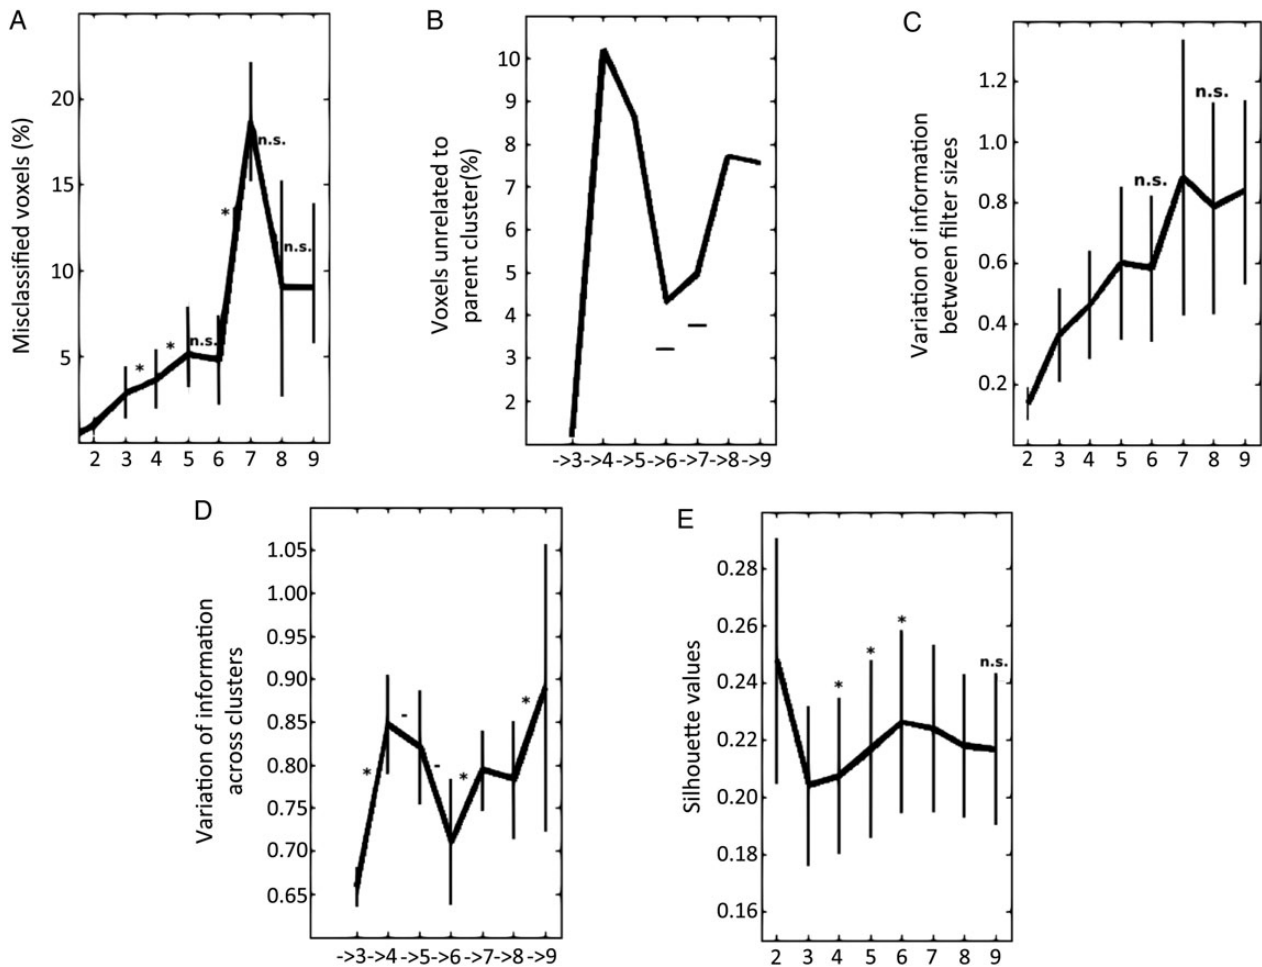 A
Misclassified voxels (%)
20
15
10
5
*
*
n.s.
*
n.s.
n.s.
2 3 4 5 6 7 8 9
B
Voxels unrelated to
parent cluster(%)
10
9
8
7
6
5
4
3
2
->3->4->5->6->7->8->9
C
Variation of information
between filter sizes
1.2
1.0
0.8
0.6
0.4
0.2
n.s.
n.s.
2 3 4 5 6 7 8 9
D
Variation of information
across clusters
1.05
1.00
0.95
0.90
0.85
0.80
0.75
0.70
0.65
*
-
-
*
*
->3->4->5->6->7->8->9
E
Silhouette values
0.28
0.26
0.24
0.22
0.20
0.18
0.16
*
*
*
n.s.
2 3 4 5 6 7 8 9